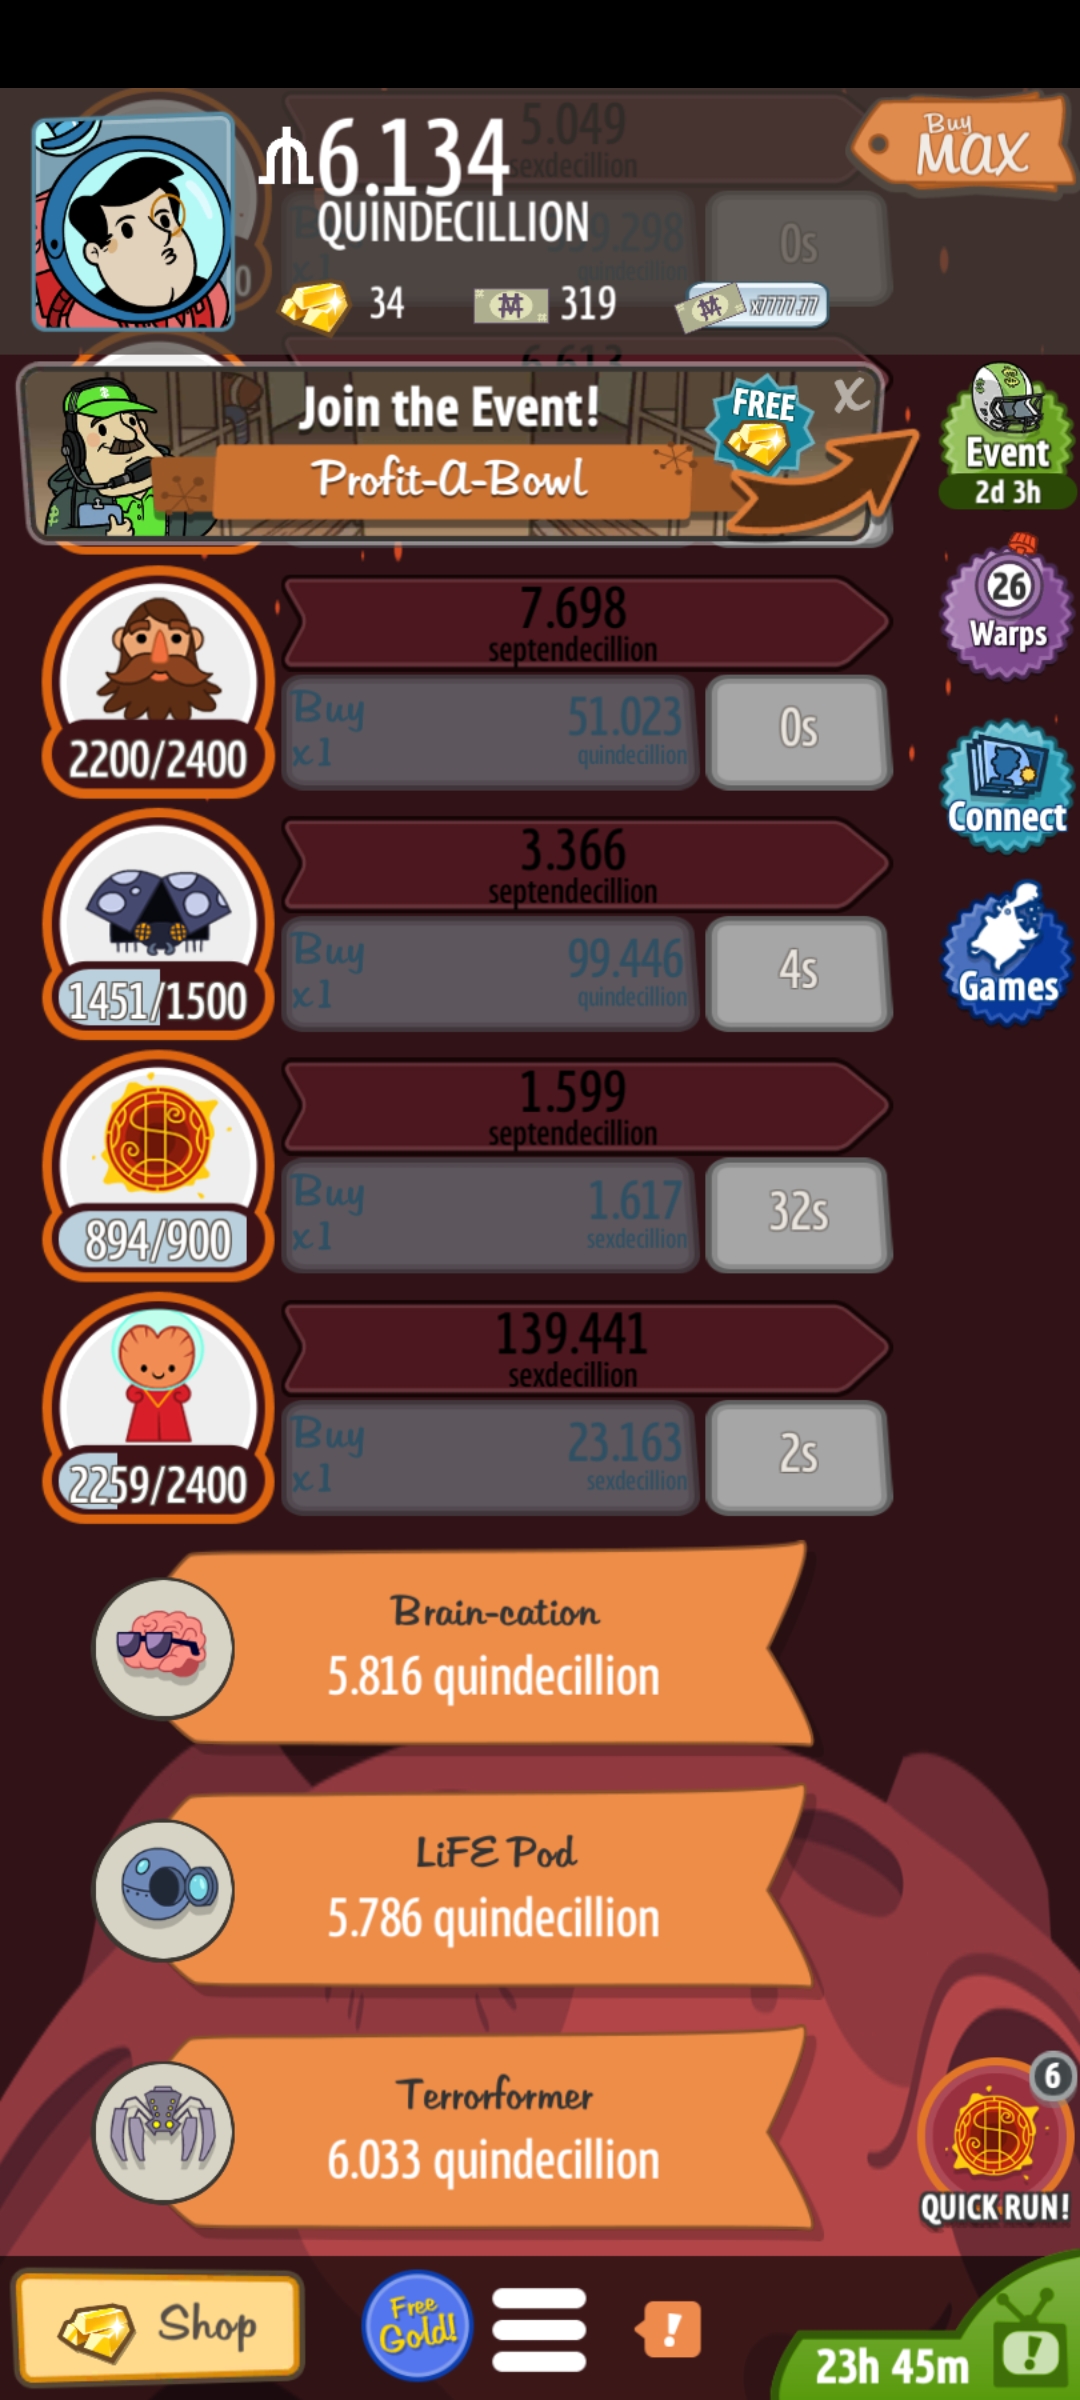 5.049
sexdecillion
Buy
MAX
6.134
QUINDECILLION
0s
quindecillion
34
319
x7777.77
Join the Event!
Profit-A-Bowl
FREE
X
Event
2d 3h
26
Warps
Connect
Games
7.698
septendecillion
2200/2400
Buy
x1
51.023
quindecillion
0s
3.366
septendecillion
1451/1500
Buy
x1
99.446
quindecillion
4s
1.599
septendecillion
894/900
Buy
x1
1.617
sexdecillion
32s
139.441
sexdecillion
2259/2400
Buy
x1
23.163
sexdecillion
2s
Brain-cation
5.816 quindecillion
LiFE Pod
5.786 quindecillion
Terrorformer
6.033 quindecillion
6
QUICK RUN!
Shop
Free
Gold!
!
23h 45m
!